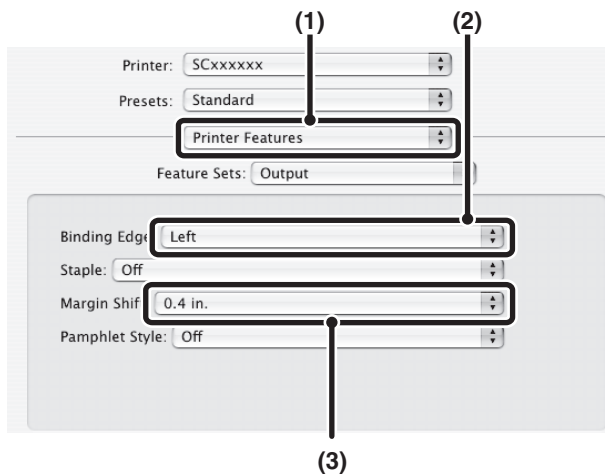 (1) (2)
Printer: SCxxxxxx
Presets: Standard
Printer Features
Feature Sets: Output
Binding Edge Left
Staple: Off
Margin Shif 0.4 in.
Pamphlet Style: Off
(3)